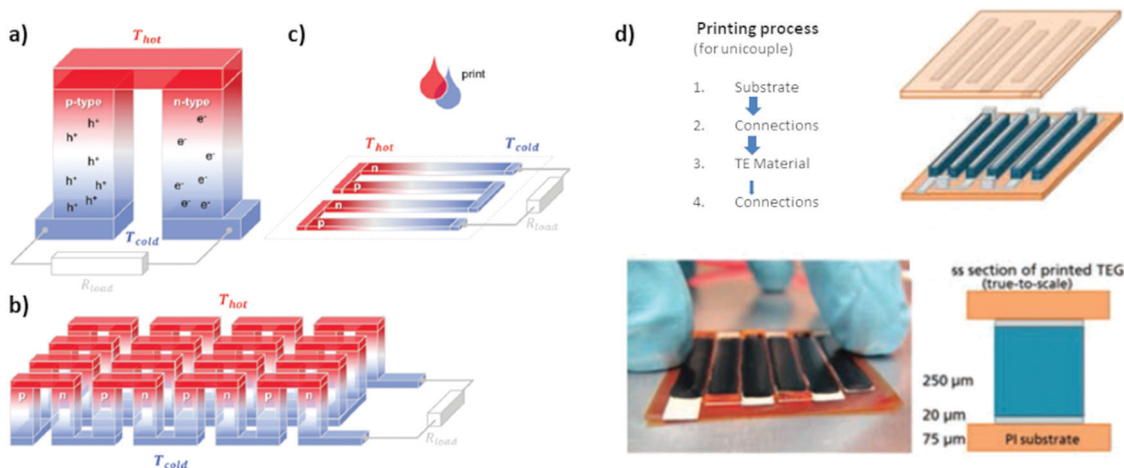 a)
T_hot
p-type
n-type
h⁺
e⁻
h⁺
e⁻
h⁺
e⁻
h⁺
h⁺
e⁻
e⁻
h⁺
h⁺
e⁻
e⁻
T_cold
R_load
b)
T_hot
p n p n p n p n
R_load
T_cold
c)
print
T_hot
T_cold
n
p
n
p
R_load
d)
Printing process
(for unicouple)
1. Substrate
2. Connections
3. TE Material
4. Connections
ss section of printed TEG
(true-to-scale)
250 µm
20 µm
75 µm
PI substrate